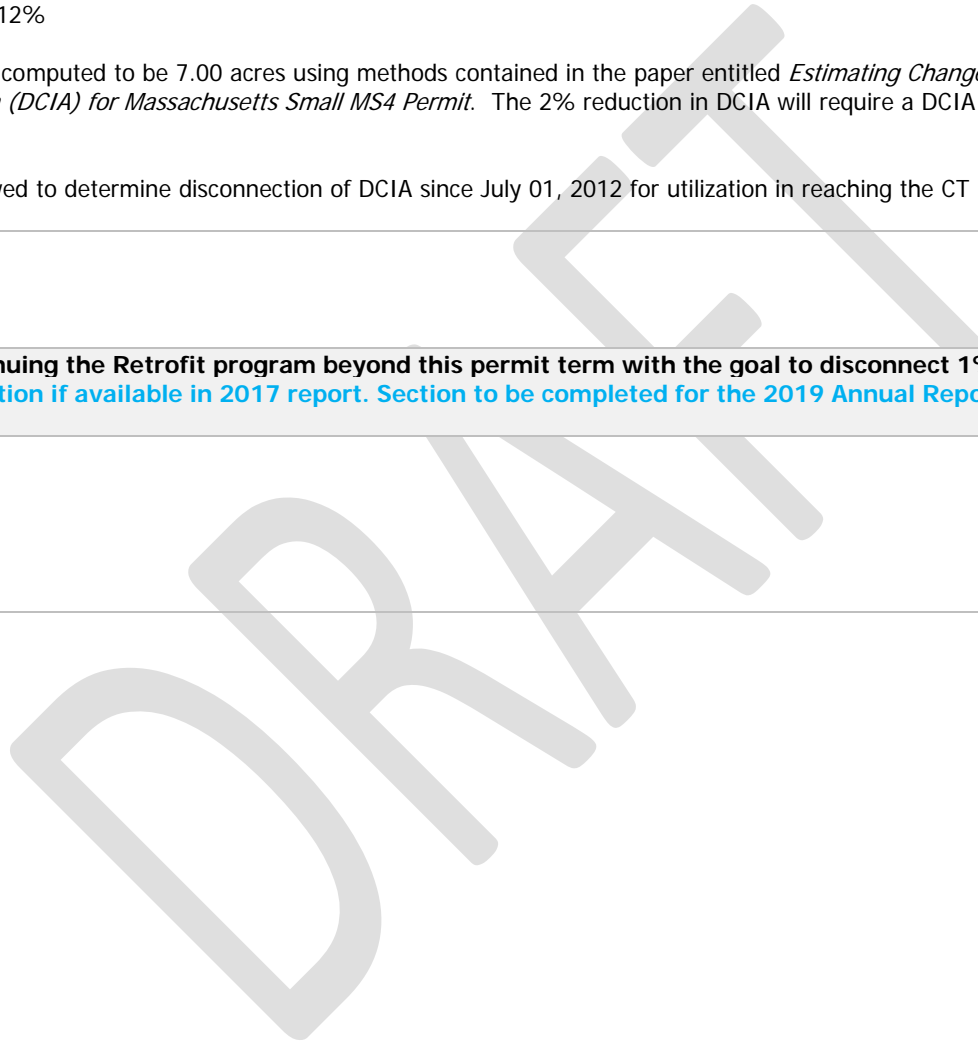 12%
computed to be 7.00 acres using methods contained in the paper entitled Estimating Change
(DCIA) for Massachusetts Small MS4 Permit. The 2% reduction in DCIA will require a DCIA
ed to determine disconnection of DCIA since July 01, 2012 for utilization in reaching the CT
nuing the Retrofit program beyond this permit term with the goal to disconnect 1%
tion if available in 2017 report. Section to be completed for the 2019 Annual Repo
DRAFT